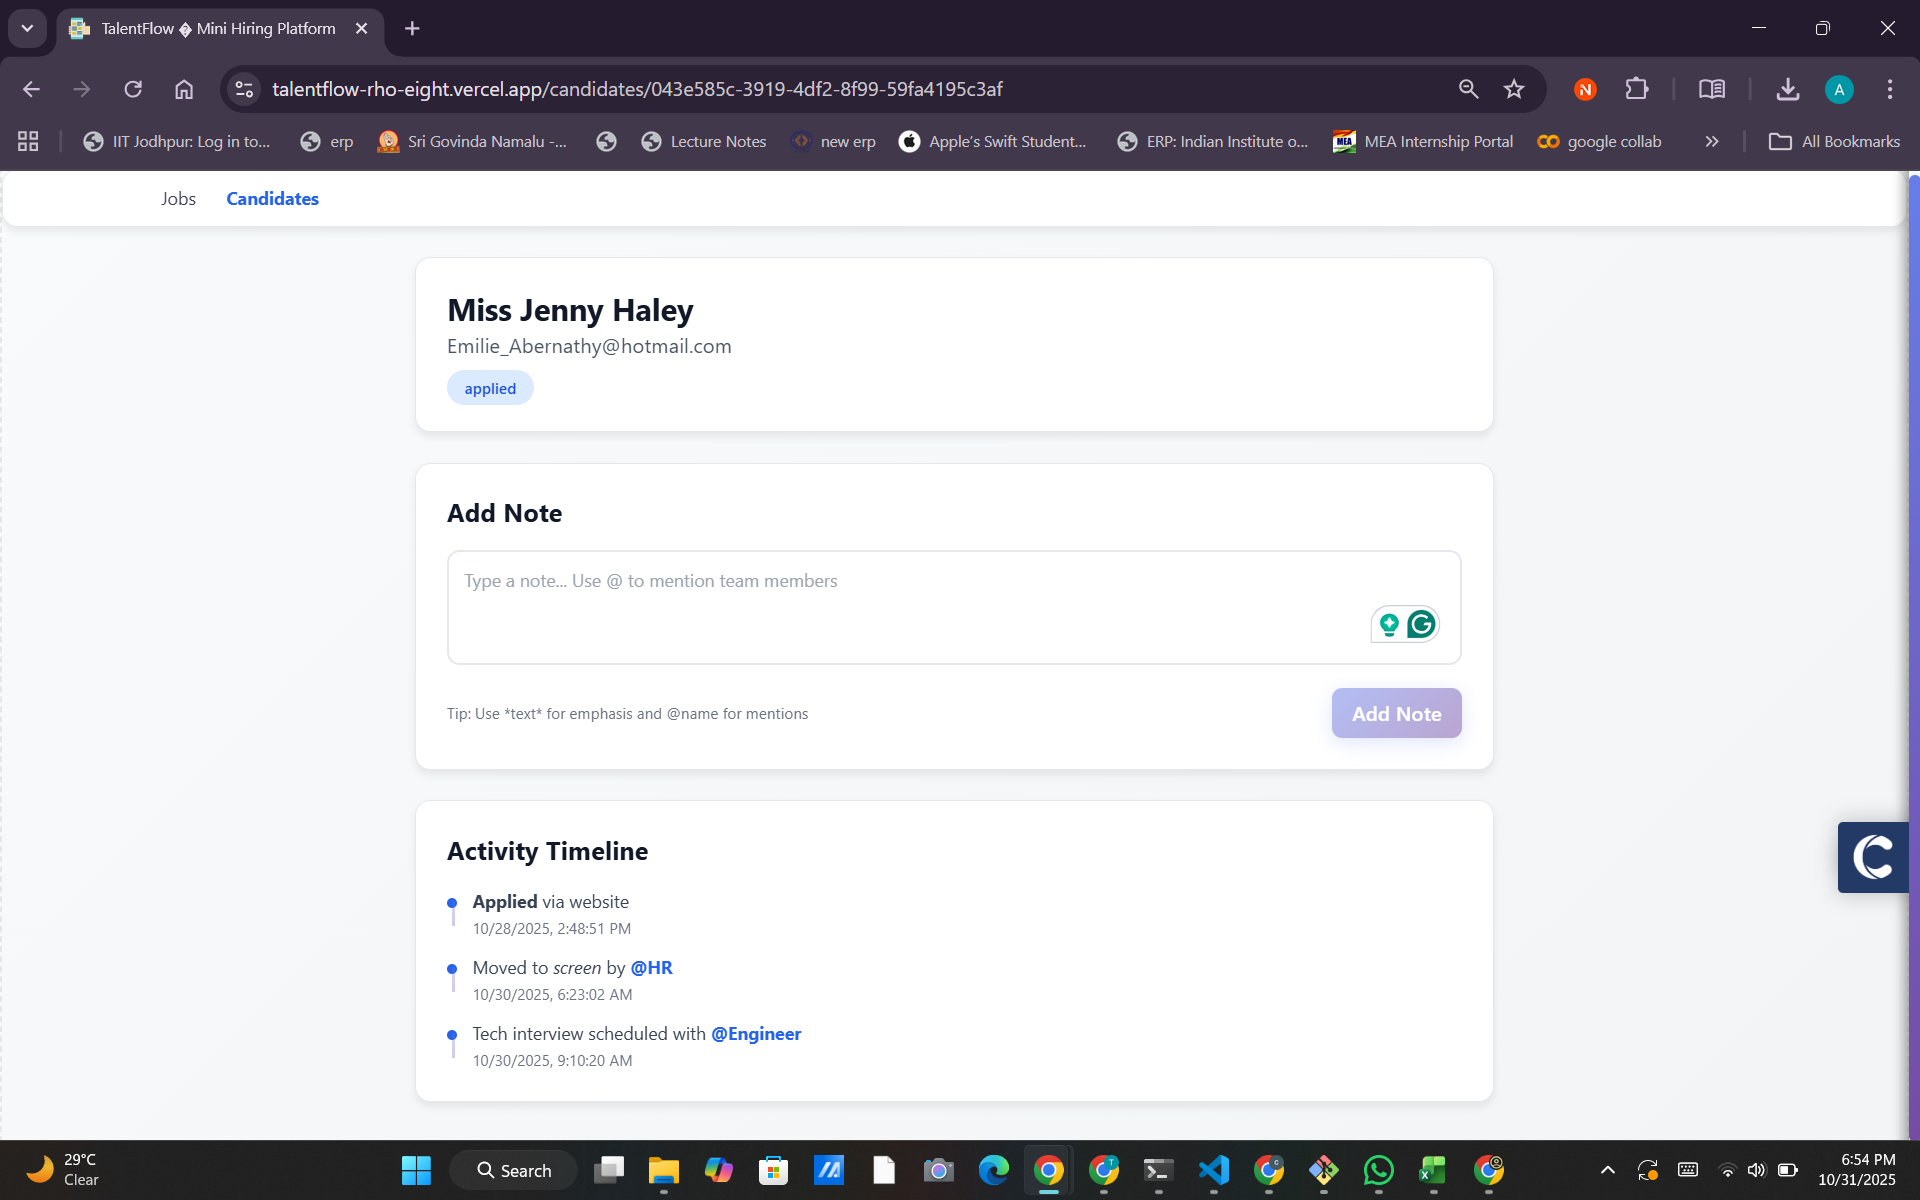 TalentFlow � Mini Hiring Platform
talentflow-rho-eight.vercel.app/candidates/043e585c-3919-4df2-8f99-59fa4195c3af
N
A
IIT Jodhpur: Log in to...
erp
Sri Govinda Namalu -...
Lecture Notes
new erp
Apple's Swift Student...
ERP: Indian Institute o...
MEA
MEA Internship Portal
google collab
All Bookmarks
Jobs
Candidates
Miss Jenny Haley
Emilie_Abernathy@hotmail.com
applied
Add Note
Type a note... Use @ to mention team members
Tip: Use *text* for emphasis and @name for mentions
Add Note
Activity Timeline
Applied via website
10/28/2025, 2:48:51 PM
Moved to screen by @HR
10/30/2025, 6:23:02 AM
Tech interview scheduled with @Engineer
10/30/2025, 9:10:20 AM
29°C
Clear
Search
6:54 PM
10/31/2025